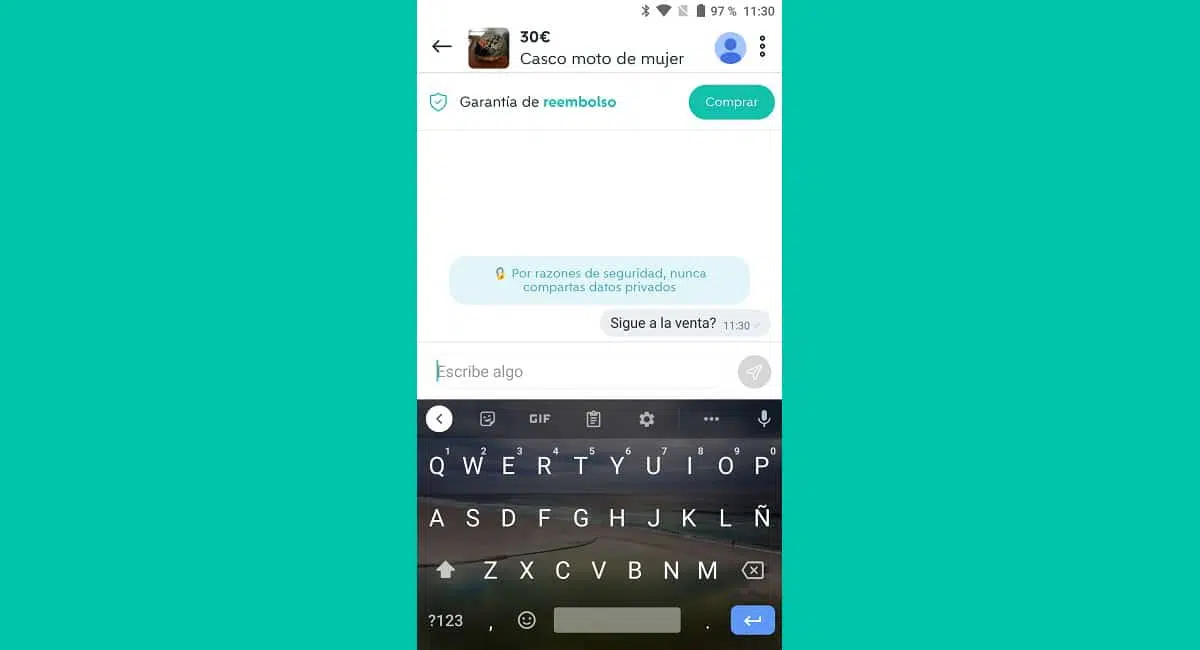 97 % 11:30
30€
Casco moto de mujer
Garantía de reembolso
Comprar
Por razones de seguridad, nunca
compartas datos privados
Sigue a la venta? 11:30
Escribe algo
GIF
1 2 3 4 5 6 7 8 9 0
Q W E R T Y U I O P
A S D F G H J K L Ñ
Z X C V B N M
?123 , .